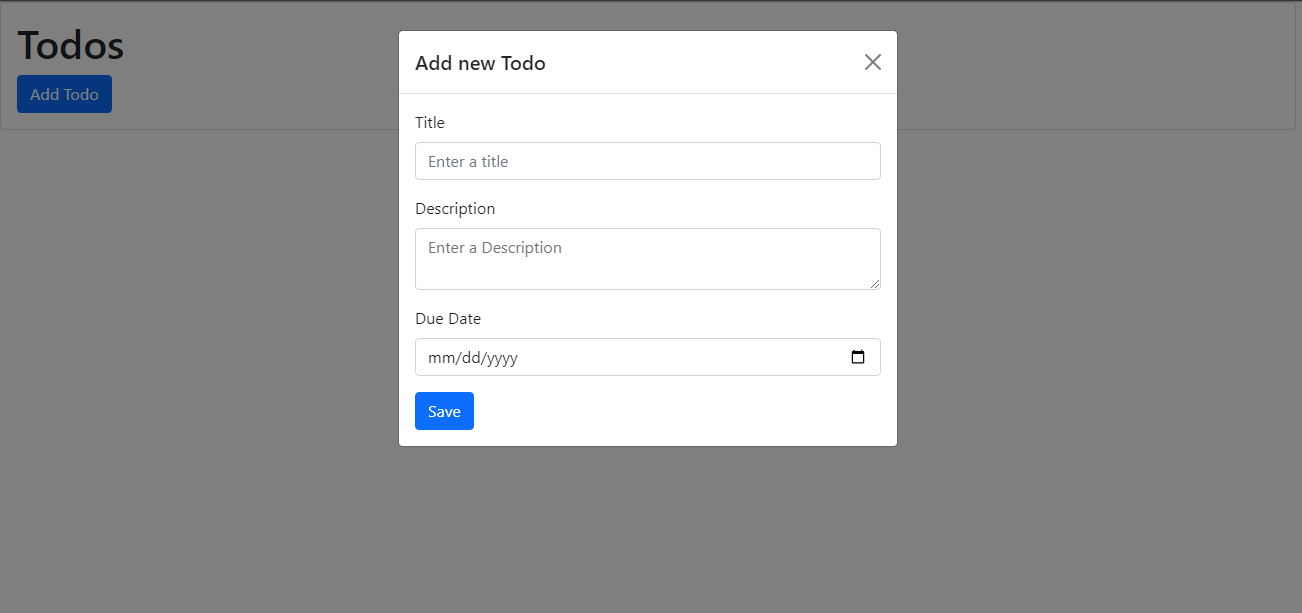 Todos
Add Todo
Add new Todo
Title
Enter a title
Description
Enter a Description
Due Date
mm/dd/yyyy
Save